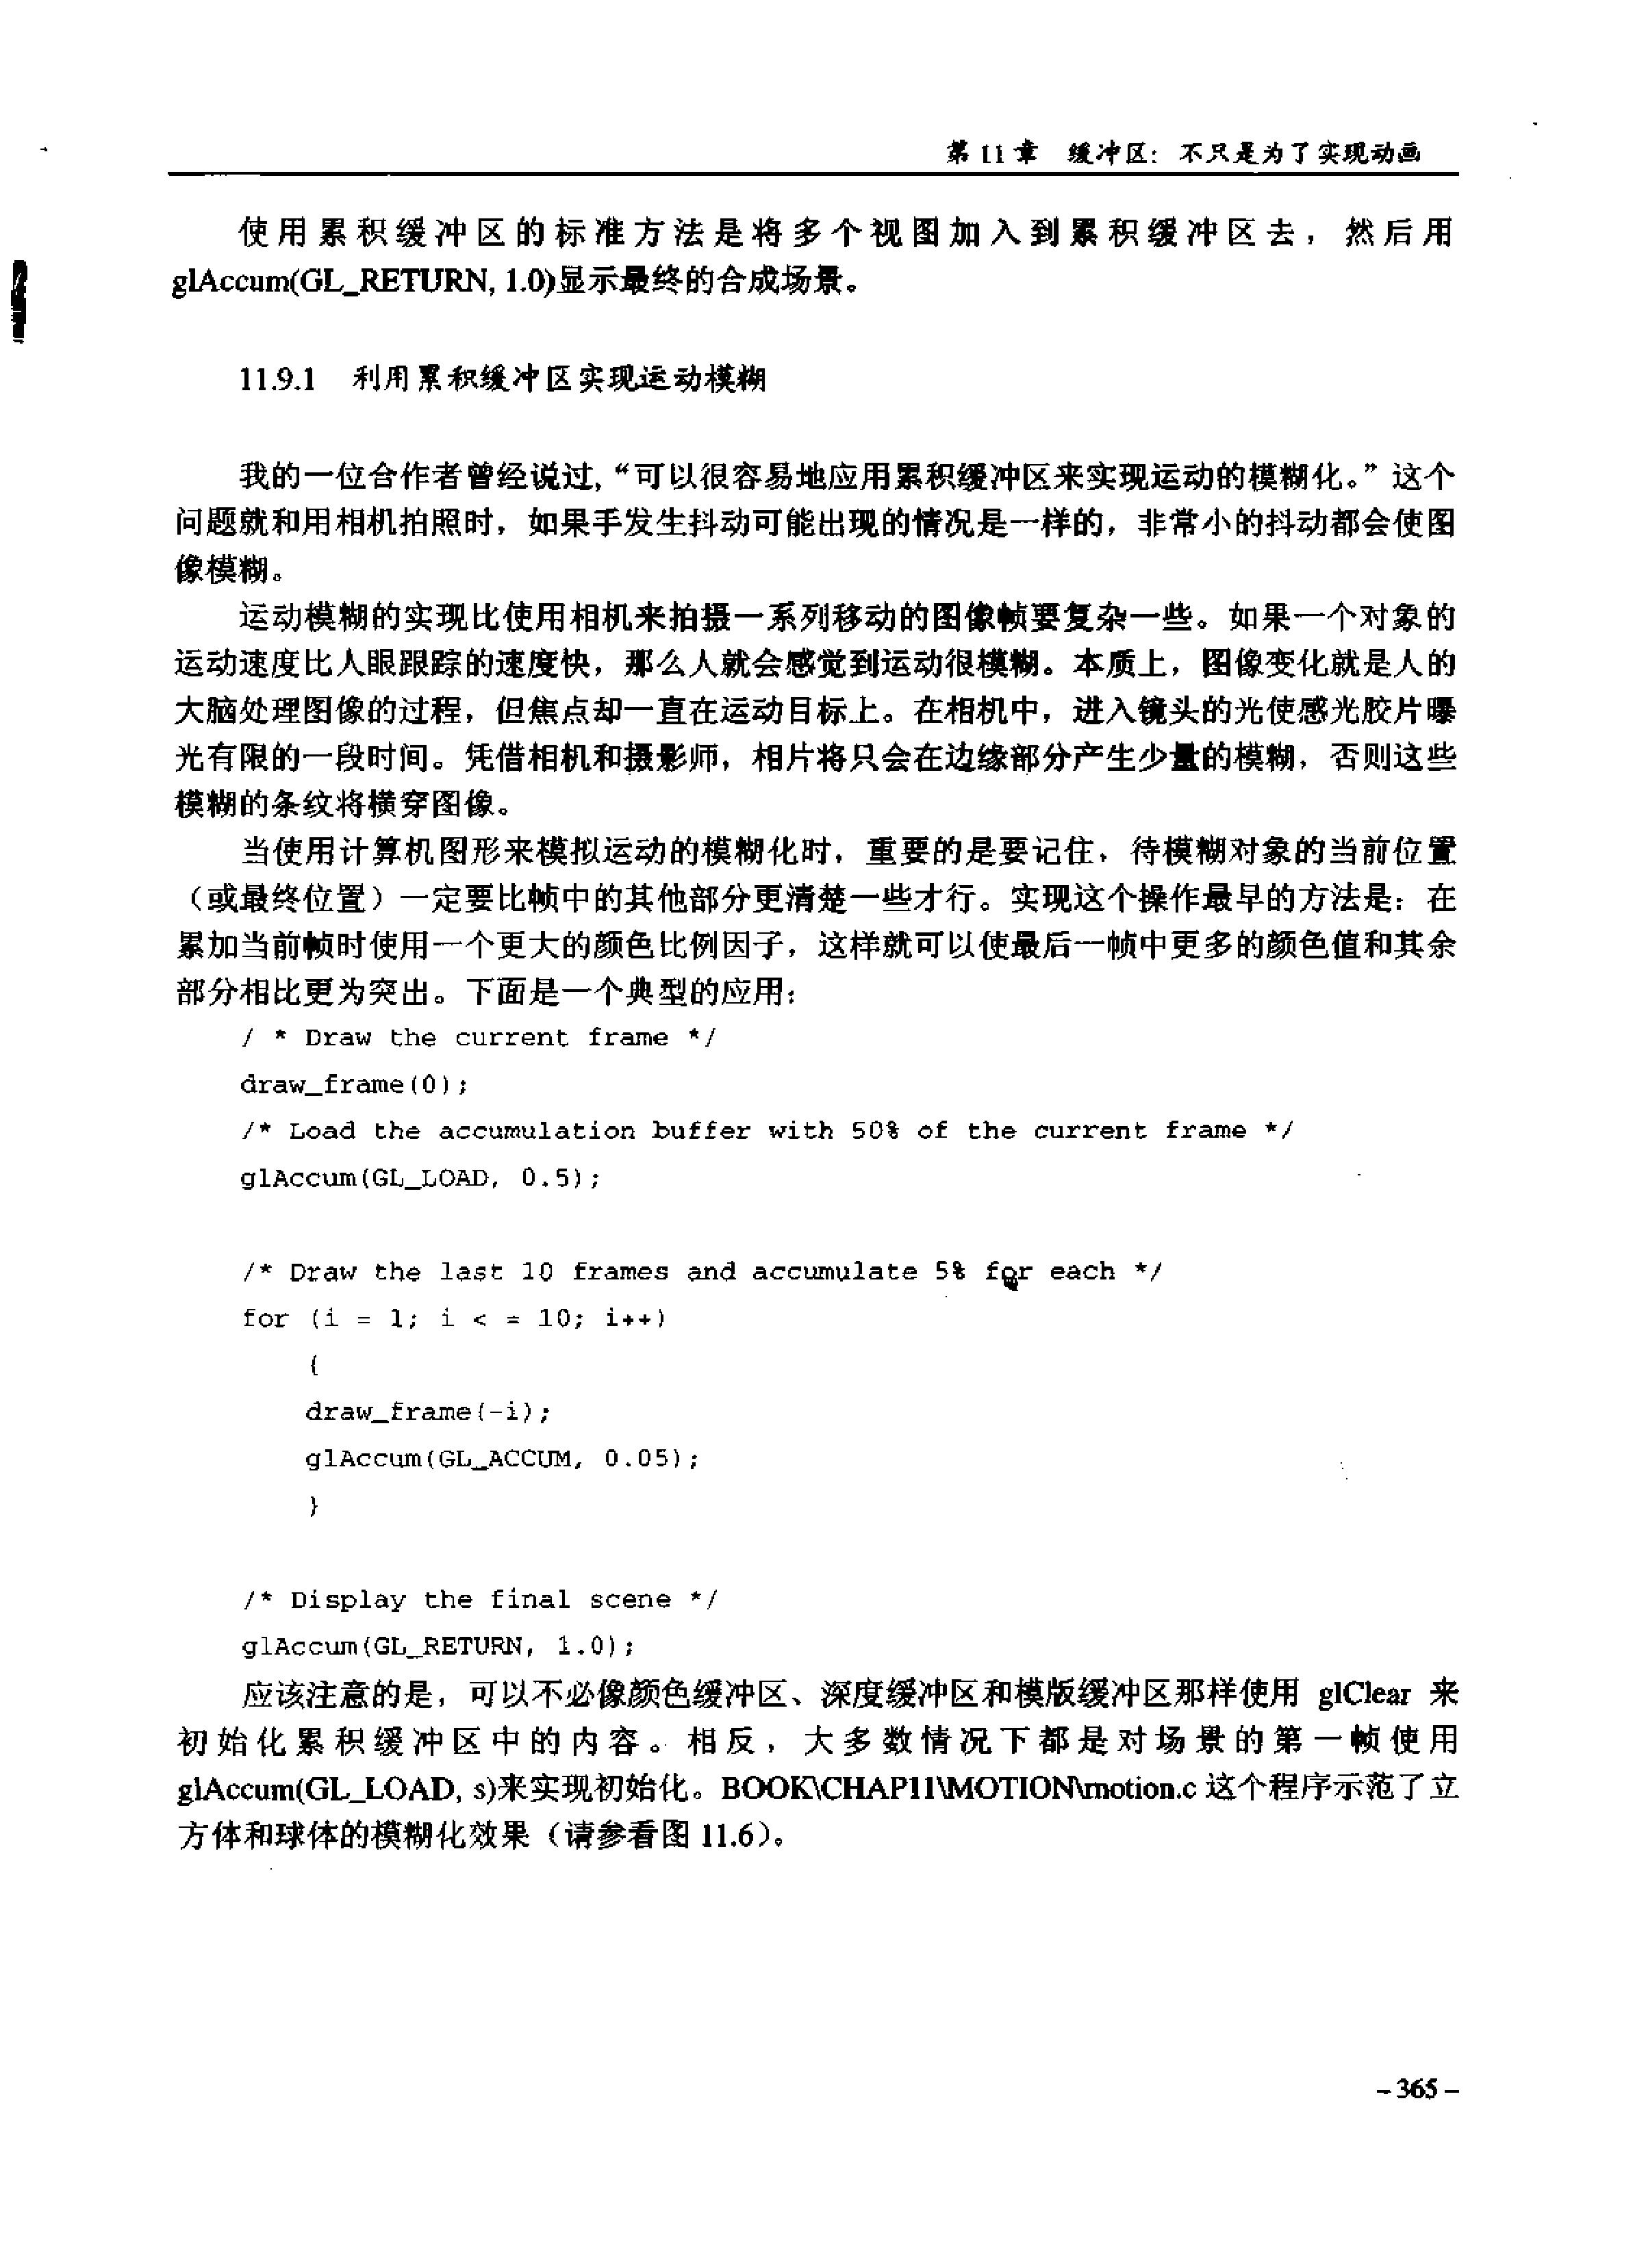 第 11 章　缓冲区：不只是为了实现动画
使用累积缓冲区的标准方法是将多个视图加入到累积缓冲区去，然后用
glAccum(GL_RETURN, 1.0)显示最终的合成场景。
11.9.1　利用累积缓冲区实现运动模糊
我的一位合作者曾经说过,“可以很容易地应用累积缓冲区来实现运动的模糊化。”这个
问题就和用相机拍照时，如果手发生抖动可能出现的情况是一样的，非常小的抖动都会使图
像模糊。
运动模糊的实现比使用相机来拍摄一系列移动的图像帧要复杂一些。如果一个对象的
运动速度比人眼跟踪的速度快，那么人就会感觉到运动很模糊。本质上，图像变化就是人的
大脑处理图像的过程，但焦点却一直在运动目标上。在相机中，进入镜头的光使感光胶片曝
光有限的一段时间。凭借相机和摄影师，相片将只会在边缘部分产生少量的模糊，否则这些
模糊的条纹将横穿图像。
当使用计算机图形来模拟运动的模糊化时，重要的是要记住，待模糊对象的当前位置
（或最终位置）一定要比帧中的其他部分更清楚一些才行。实现这个操作最早的方法是：在
累加当前帧时使用一个更大的颜色比例因子，这样就可以使最后一帧中更多的颜色值和其余
部分相比更为突出。下面是一个典型的应用：
/ * Draw the current frame */
draw_frame(0);
/* Load the accumulation buffer with 50% of the current frame */
glAccum(GL_LOAD, 0.5);
/* Draw the last 10 frames and accumulate 5% for each */
for (i = 1; i < = 10; i++)
{
draw_frame(-i);
glAccum(GL_ACCUM, 0.05);
}
/* Display the final scene */
glAccum(GL_RETURN, 1.0);
应该注意的是，可以不必像颜色缓冲区、深度缓冲区和模版缓冲区那样使用 glClear 来
初始化累积缓冲区中的内容。相反，大多数情况下都是对场景的第一帧使用
glAccum(GL_LOAD, s)来实现初始化。BOOK\CHAP11\MOTION\motion.c 这个程序示范了立
方体和球体的模糊化效果（请参看图 11.6）。
－365－